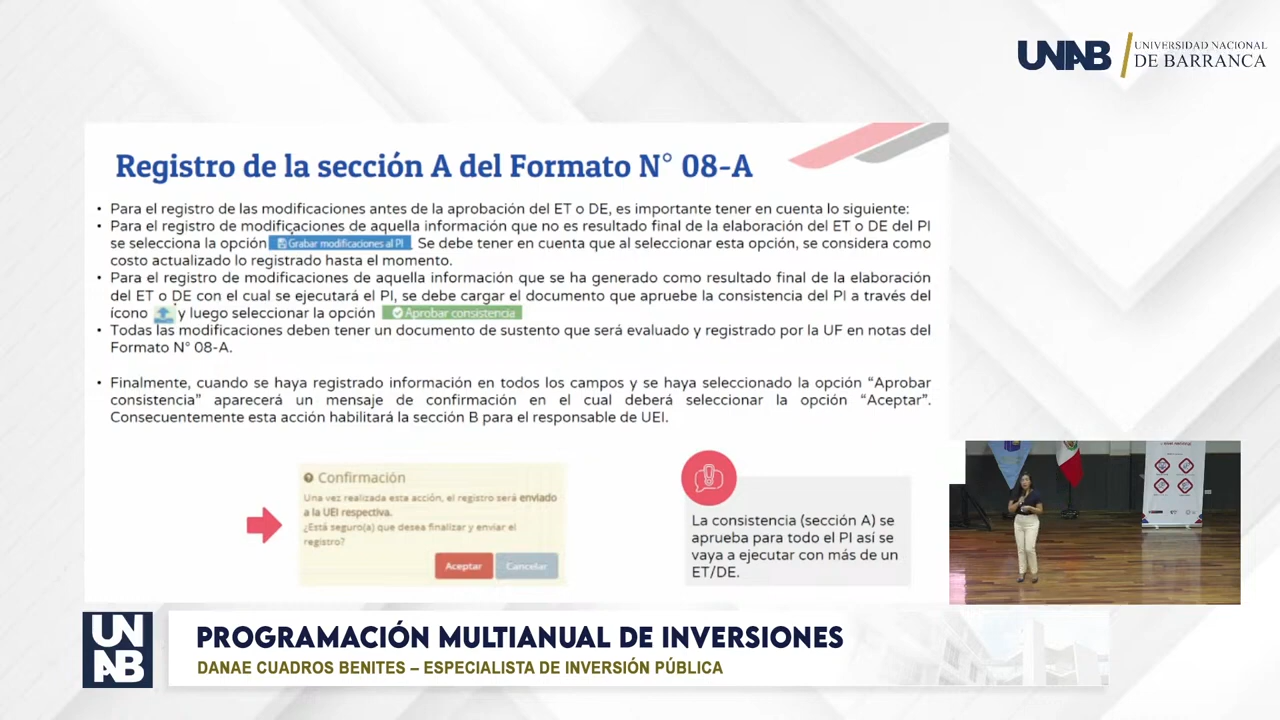 UNAB
UNIVERSIDAD NACIONAL
DE BARRANCA
Registro de la sección A del Formato N° 08-A
• Para el registro de las modificaciones antes de la aprobación del ET o DE, es importante tener en cuenta lo siguiente:
• Para el registro de modificaciones de aquella información que no es resultado final de la elaboración del ET o DE del PI
se selecciona la opción Grabar modificaciones al PI . Se debe tener en cuenta que al seleccionar esta opción, se considera como
costo actualizado lo registrado hasta el momento.
• Para el registro de modificaciones de aquella información que se ha generado como resultado final de la elaboración
del ET o DE con el cual se ejecutará el PI, se debe cargar el documento que apruebe la consistencia del PI a través del
ícono y luego seleccionar la opción Aprobar consistencia
• Todas las modificaciones deben tener un documento de sustento que será evaluado y registrado por la UF en notas del
Formato N° 08-A.
• Finalmente, cuando se haya registrado información en todos los campos y se haya seleccionado la opción “Aprobar
consistencia” aparecerá un mensaje de confirmación en el cual deberá seleccionar la opción “Aceptar”.
Consecuentemente esta acción habilitará la sección B para el responsable de UEI.
Confirmación
Una vez realizada esta acción, el registro será enviado
a la UEI respectiva.
¿Está seguro(a) que desea finalizar y enviar el
registro?
Aceptar Cancelar
La consistencia (sección A) se
aprueba para todo el PI así se
vaya a ejecutar con más de un
ET/DE.
UN
AB
PROGRAMACIÓN MULTIANUAL DE INVERSIONES
DANAE CUADROS BENITES – ESPECIALISTA DE INVERSIÓN PÚBLICA